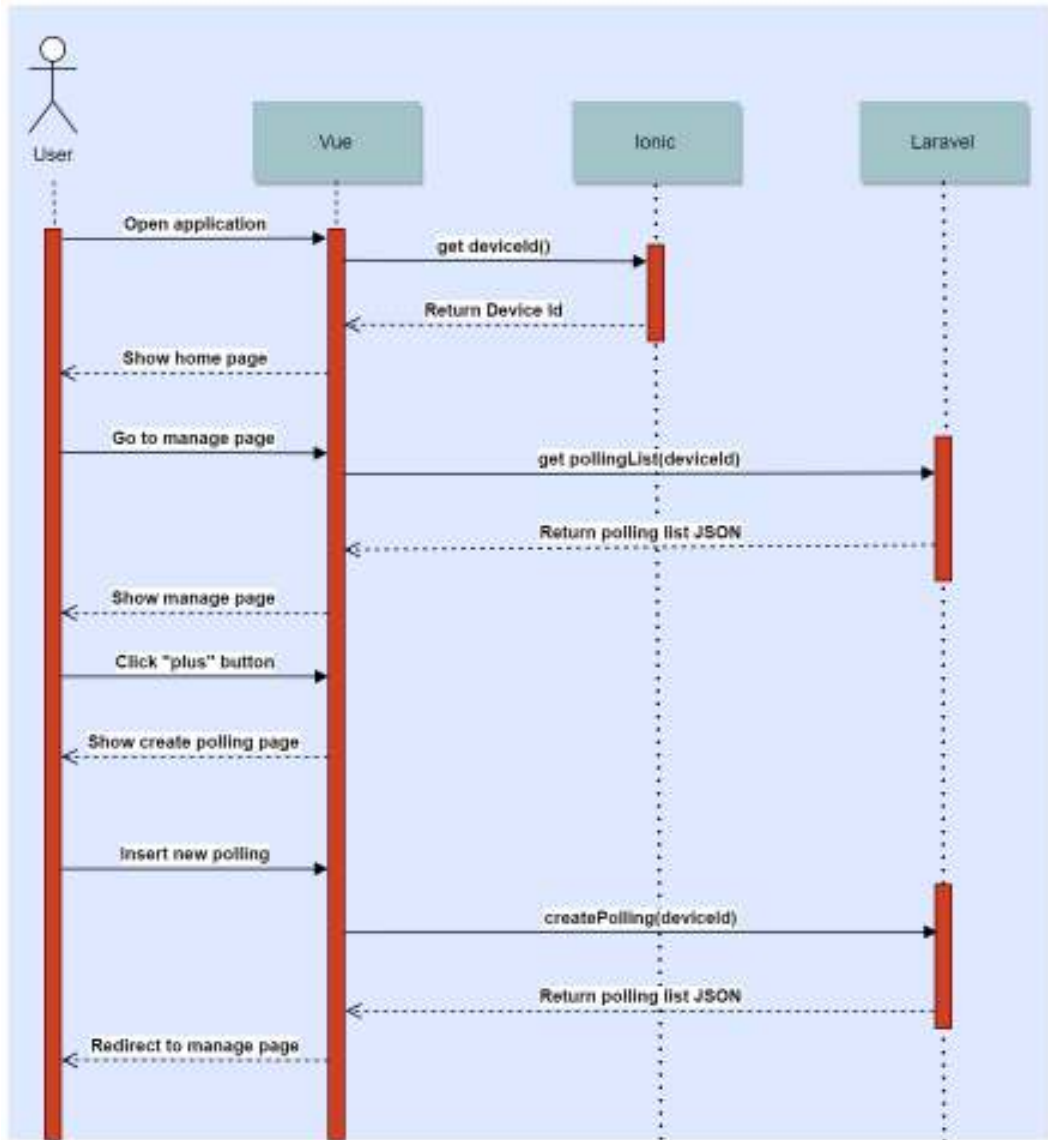 User
Vue
Ionic
Laravel
Open application
get deviceId()
Return Device Id
Show home page
Go to manage page
get pollingList(deviceId)
Return polling list JSON
Show manage page
Click "plus" button
Show create polling page
Insert new polling
createPolling(deviceId)
Return polling list JSON
Redirect to manage page